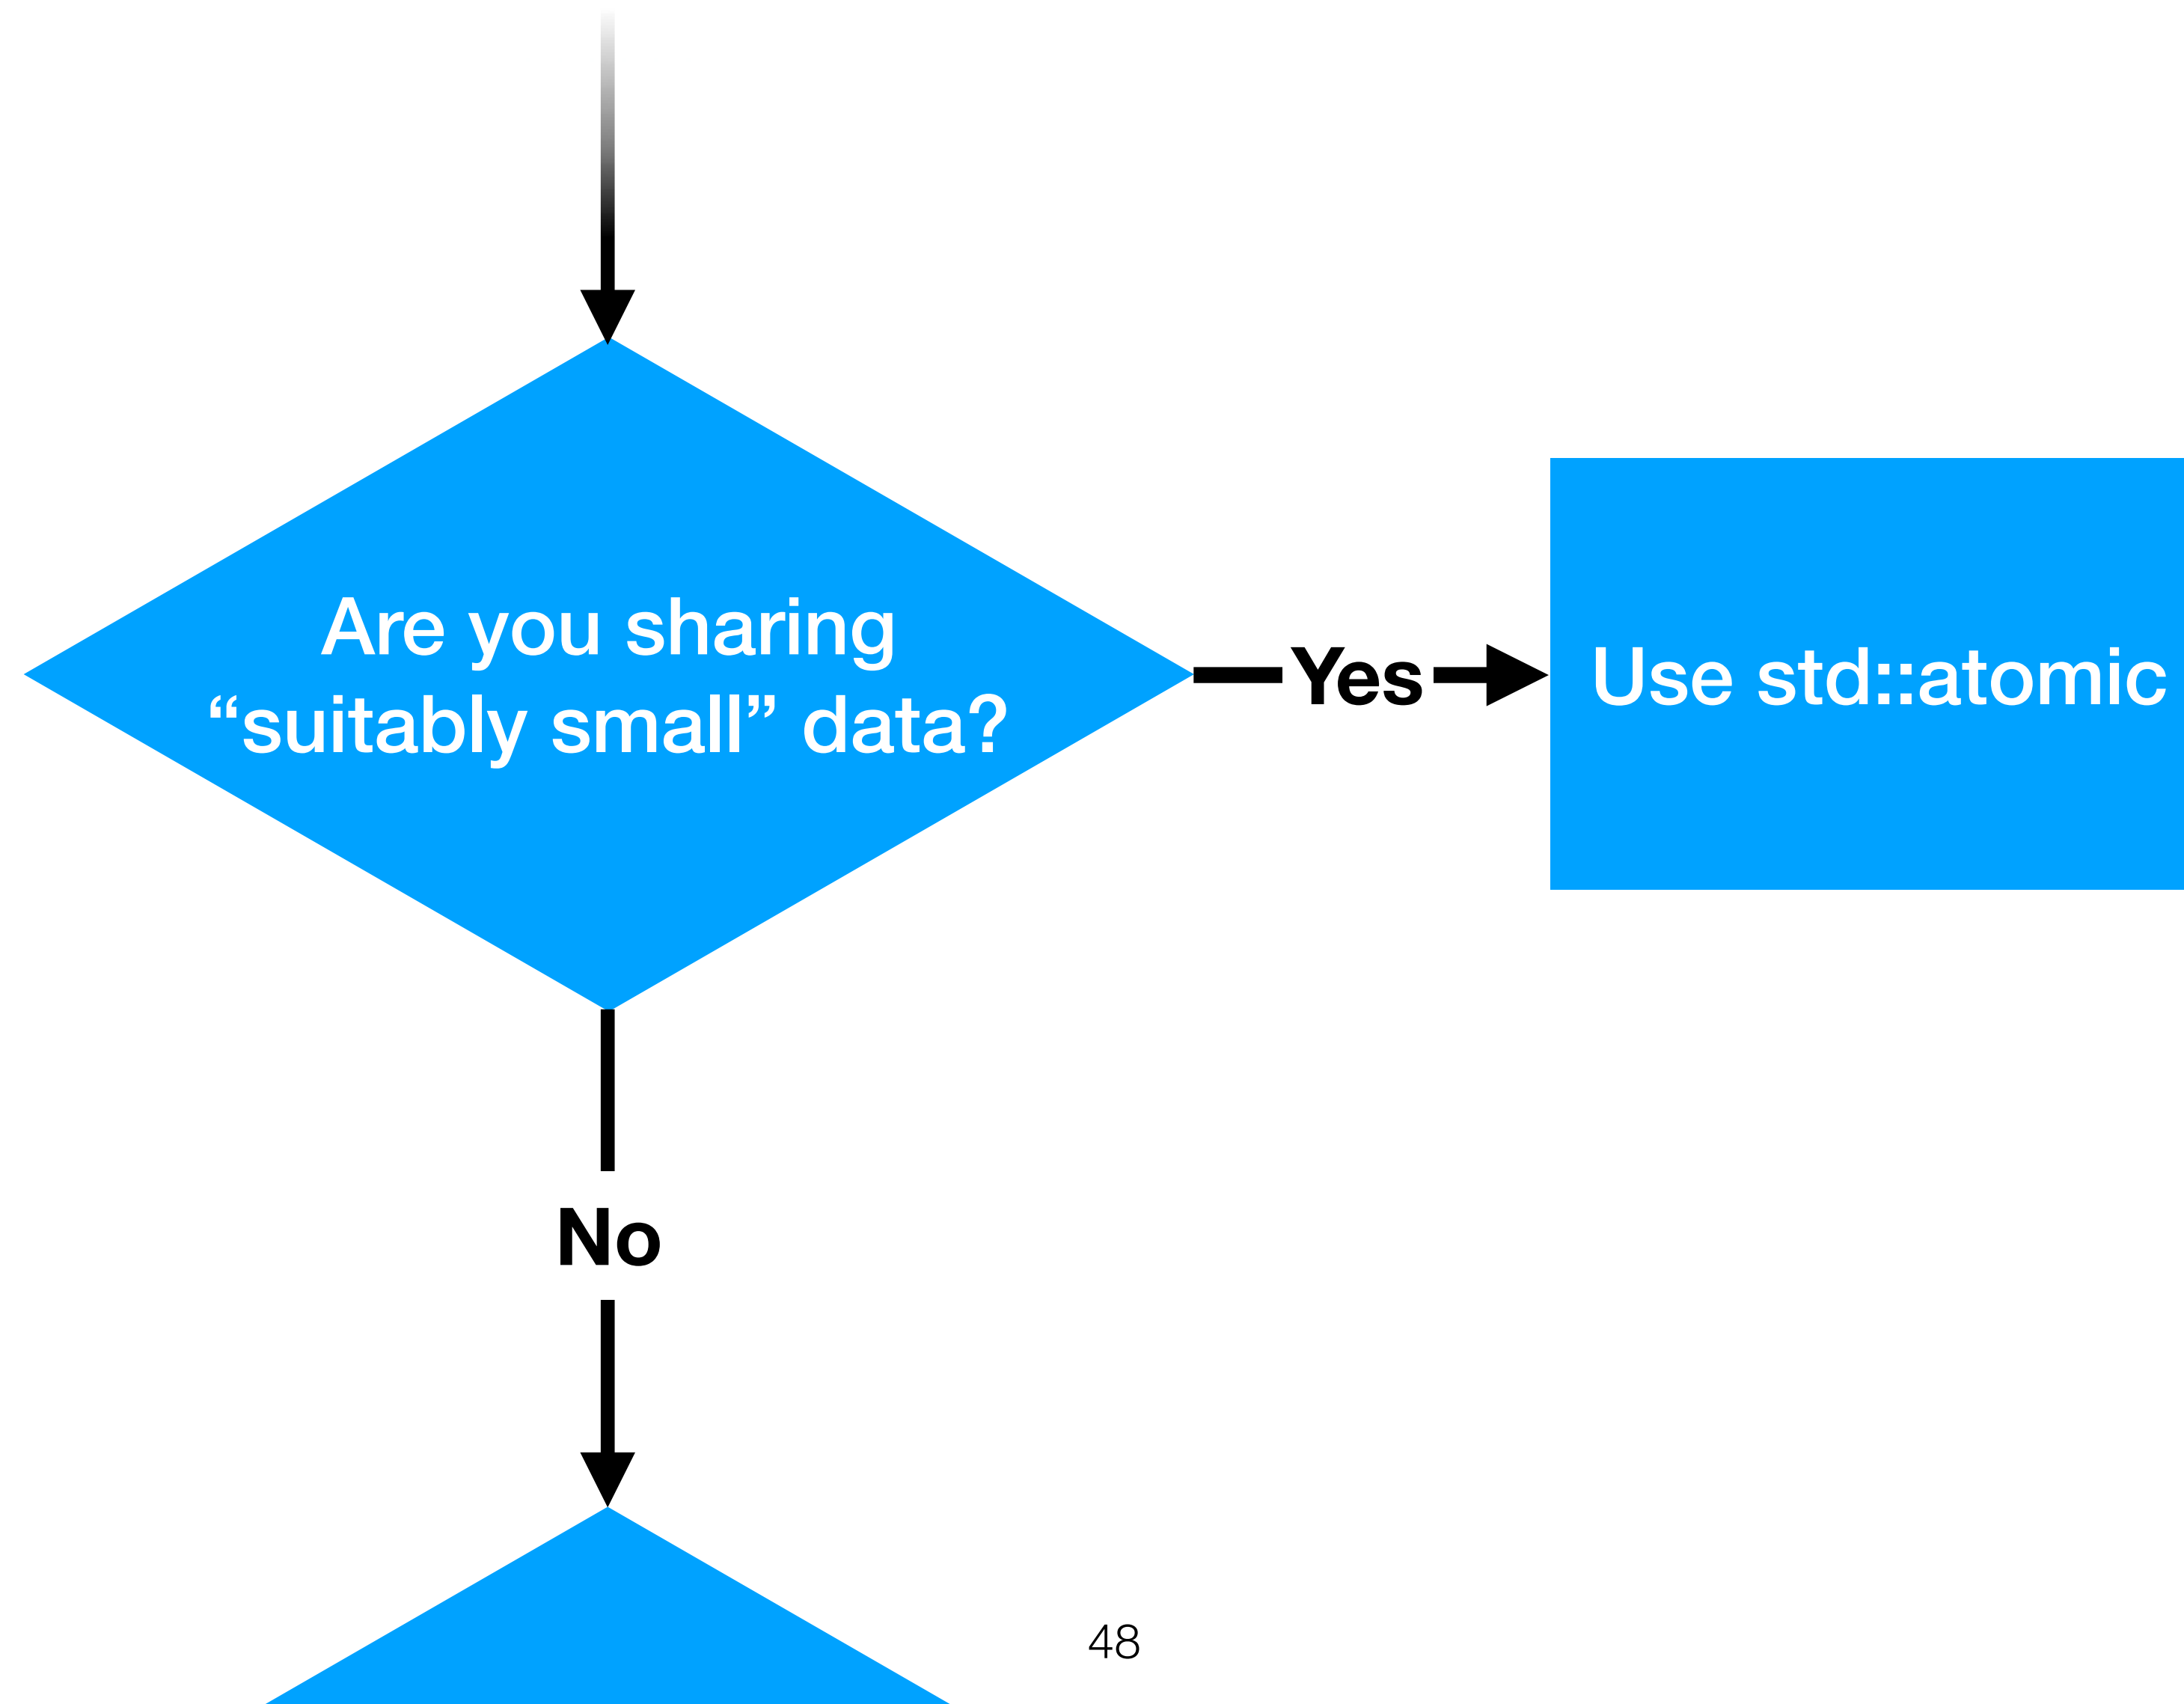 Are you sharing
“suitably small” data?
Yes
Use std::atomic
No
48